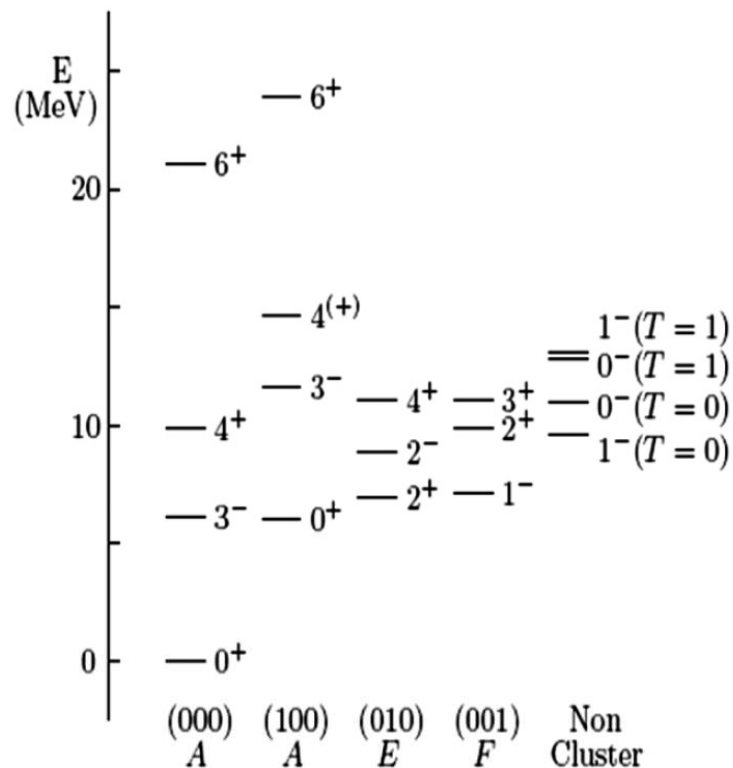 E
(MeV)
20
10
0
6⁺
4⁺
3⁻
0⁺
6⁺
4⁽⁺⁾
3⁻
0⁺
4⁺
2⁻
2⁺
3⁺
2⁺
1⁻
1⁻(T = 1)
0⁻(T = 1)
0⁻(T = 0)
1⁻(T = 0)
(000) (100) (010) (001) Non
A A E F Cluster